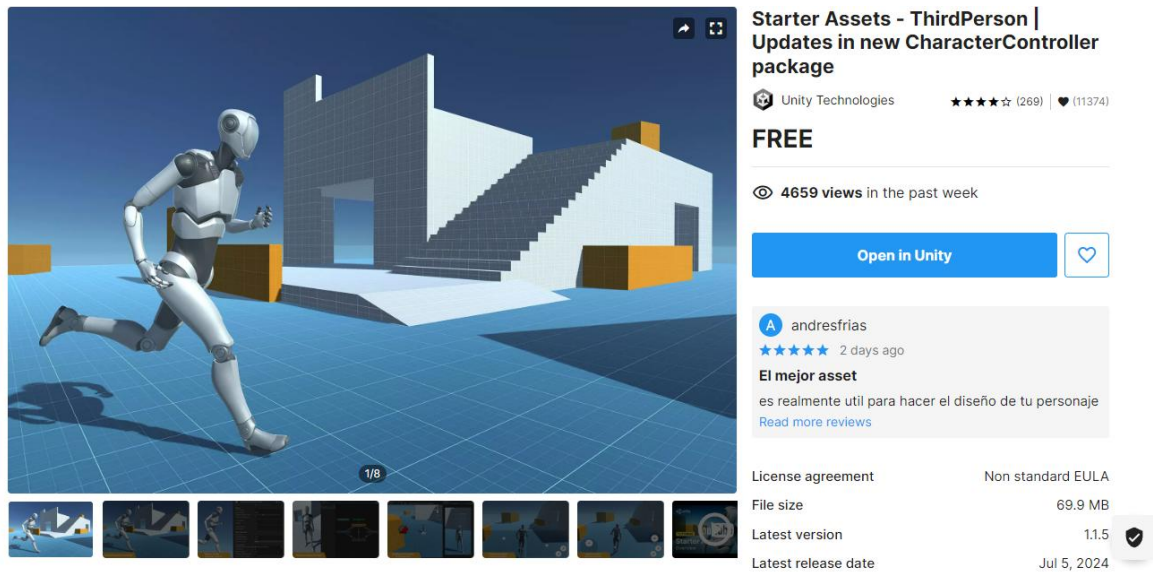 Starter Assets - ThirdPerson |
Updates in new CharacterController
package
Unity Technologies
(269)
(11374)
FREE
4659 views in the past week
Open in Unity
A
andresfrias
2 days ago
El mejor asset
es realmente util para hacer el diseño de tu personaje
Read more reviews
1/8
License agreement
Non standard EULA
File size
69.9 MB
Latest version
1.1.5
Latest release date
Jul 5, 2024